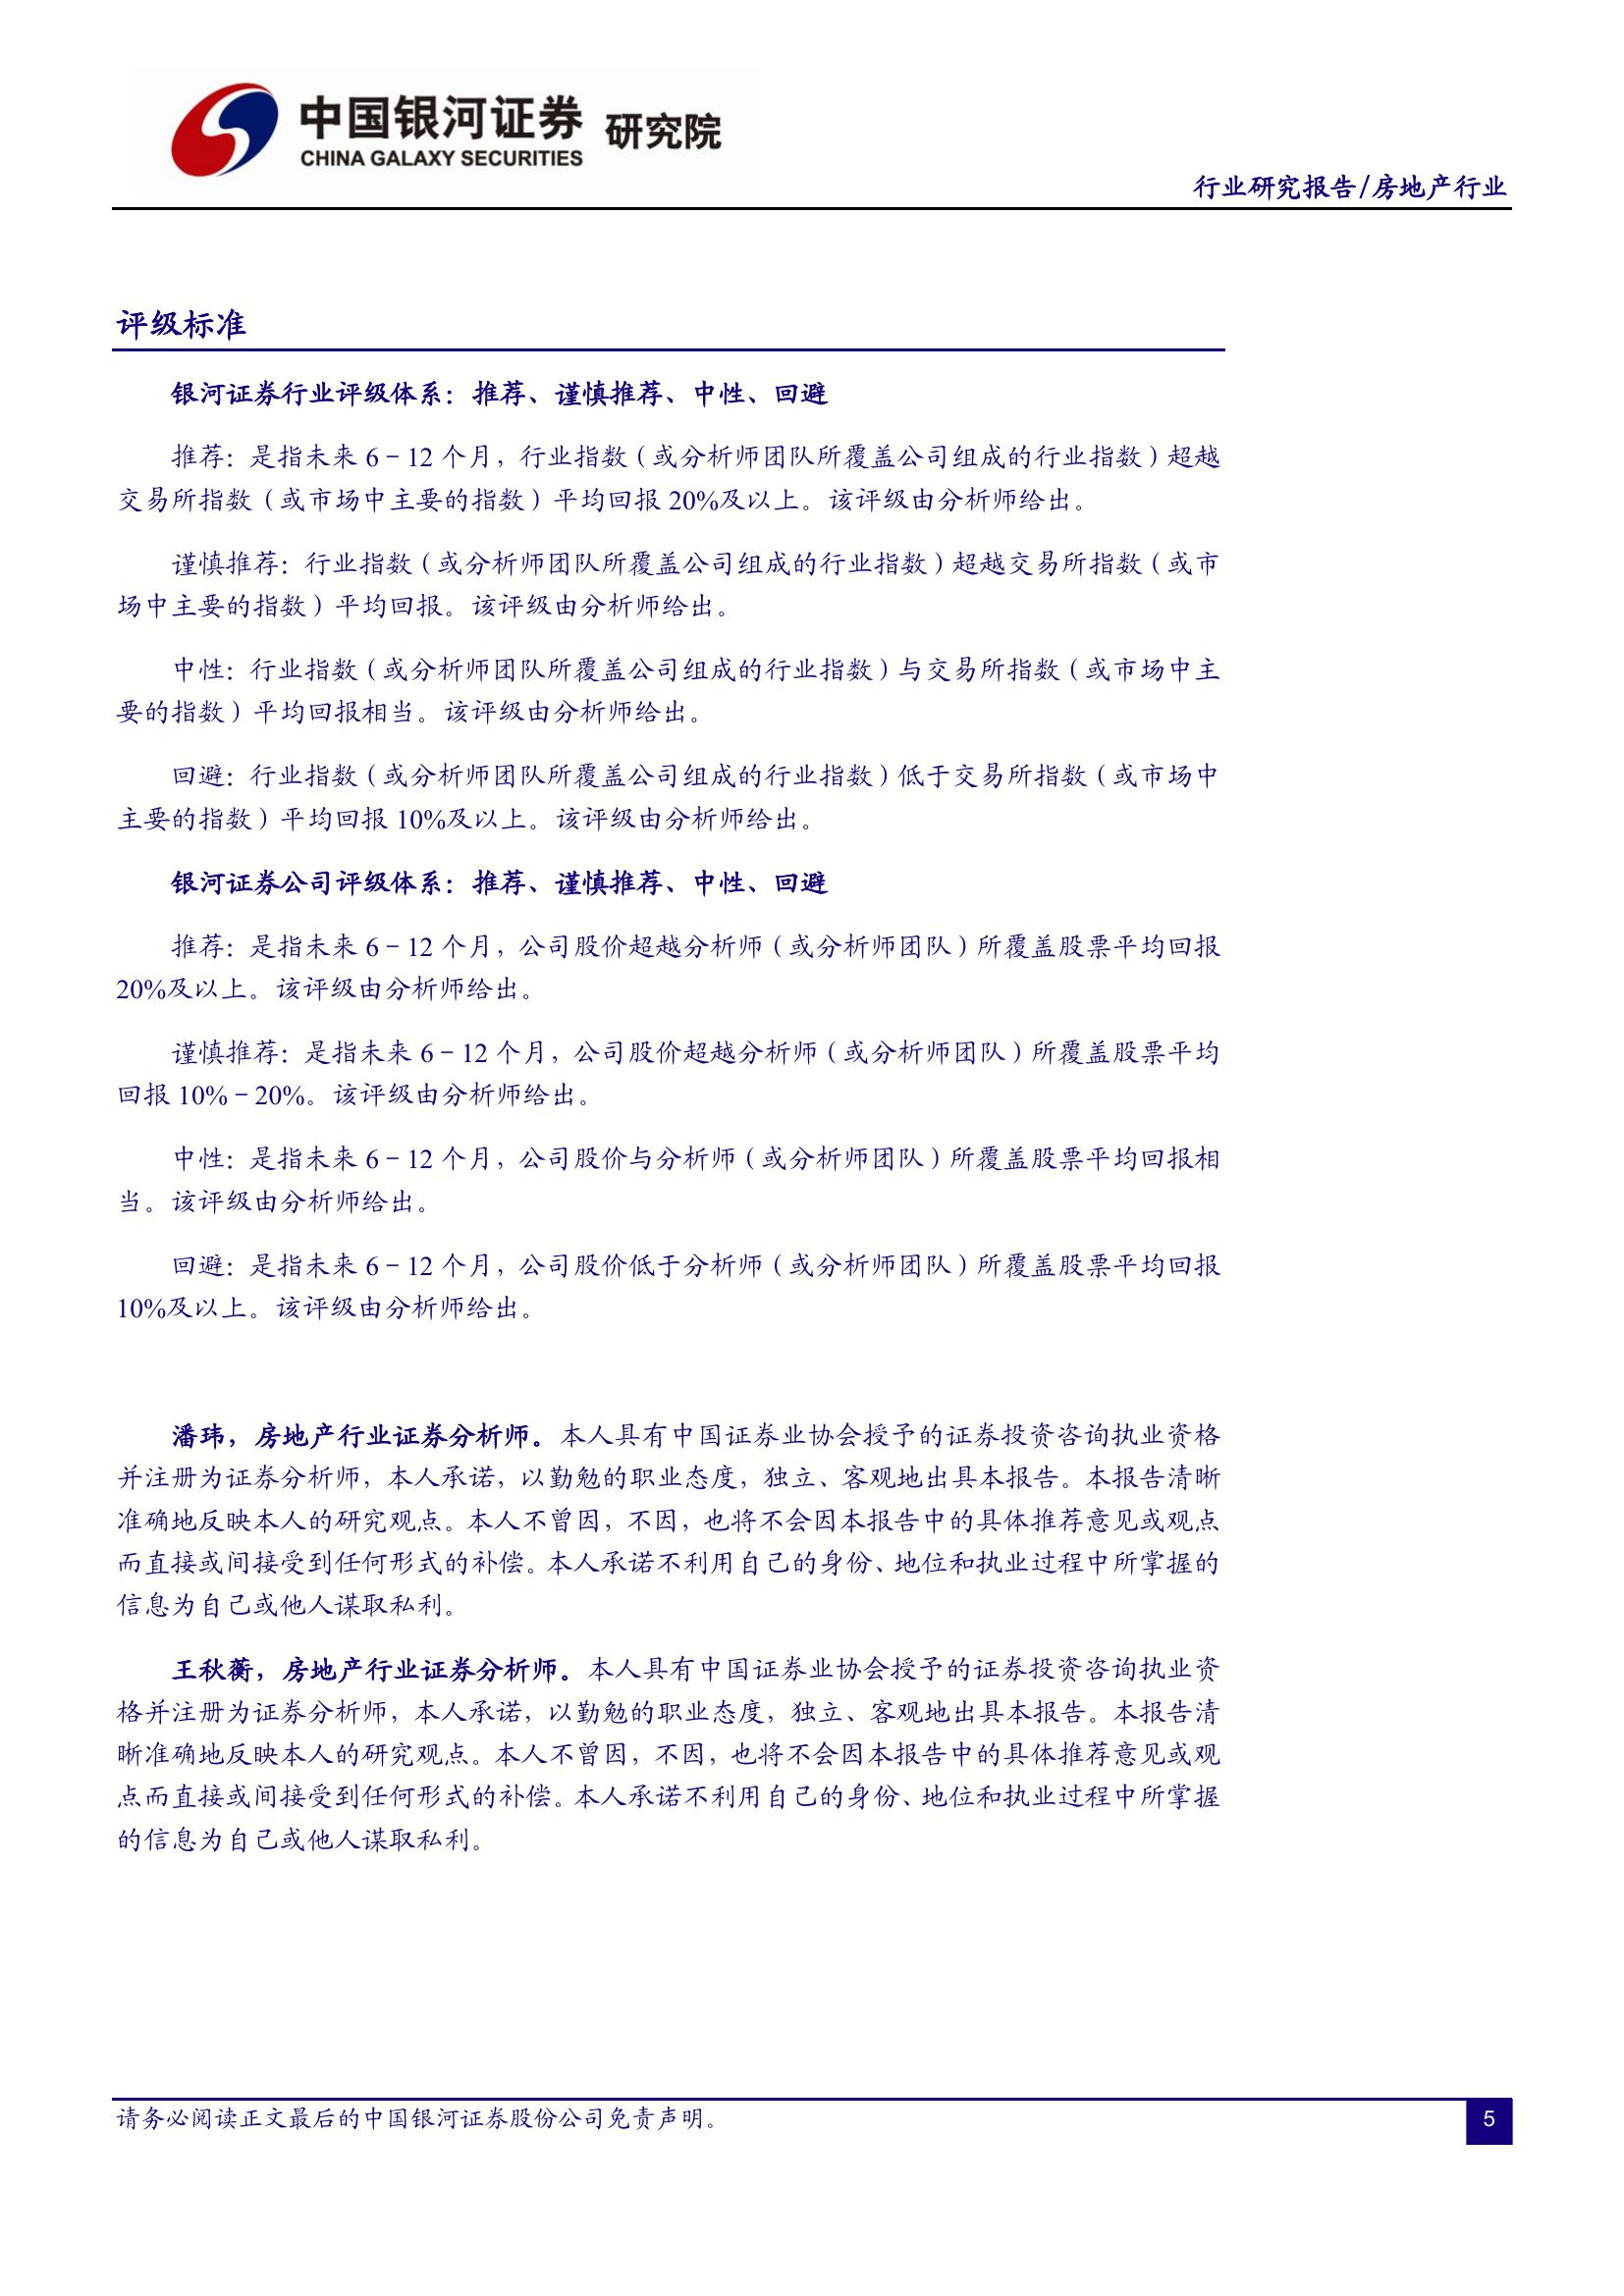 中国银河证券 研究院
CHINA GALAXY SECURITIES
行业研究报告/房地产行业
评级标准
银河证券行业评级体系：推荐、谨慎推荐、中性、回避
推荐：是指未来 6－12 个月，行业指数（或分析师团队所覆盖公司组成的行业指数）超越
交易所指数（或市场中主要的指数）平均回报 20%及以上。该评级由分析师给出。
谨慎推荐：行业指数（或分析师团队所覆盖公司组成的行业指数）超越交易所指数（或市
场中主要的指数）平均回报。该评级由分析师给出。
中性：行业指数（或分析师团队所覆盖公司组成的行业指数）与交易所指数（或市场中主
要的指数）平均回报相当。该评级由分析师给出。
回避：行业指数（或分析师团队所覆盖公司组成的行业指数）低于交易所指数（或市场中
主要的指数）平均回报 10%及以上。该评级由分析师给出。
银河证券公司评级体系：推荐、谨慎推荐、中性、回避
推荐：是指未来 6－12 个月，公司股价超越分析师（或分析师团队）所覆盖股票平均回报
20%及以上。该评级由分析师给出。
谨慎推荐：是指未来 6－12 个月，公司股价超越分析师（或分析师团队）所覆盖股票平均
回报 10%－20%。该评级由分析师给出。
中性：是指未来 6－12 个月，公司股价与分析师（或分析师团队）所覆盖股票平均回报相
当。该评级由分析师给出。
回避：是指未来 6－12 个月，公司股价低于分析师（或分析师团队）所覆盖股票平均回报
10%及以上。该评级由分析师给出。
潘玮，房地产行业证券分析师。本人具有中国证券业协会授予的证券投资咨询执业资格
并注册为证券分析师，本人承诺，以勤勉的职业态度，独立、客观地出具本报告。本报告清晰
准确地反映本人的研究观点。本人不曾因，不因，也将不会因本报告中的具体推荐意见或观点
而直接或间接受到任何形式的补偿。本人承诺不利用自己的身份、地位和执业过程中所掌握的
信息为自己或他人谋取私利。
王秋蘅，房地产行业证券分析师。本人具有中国证券业协会授予的证券投资咨询执业资
格并注册为证券分析师，本人承诺，以勤勉的职业态度，独立、客观地出具本报告。本报告清
晰准确地反映本人的研究观点。本人不曾因，不因，也将不会因本报告中的具体推荐意见或观
点而直接或间接受到任何形式的补偿。本人承诺不利用自己的身份、地位和执业过程中所掌握
的信息为自己或他人谋取私利。
请务必阅读正文最后的中国银河证券股份公司免责声明。
5